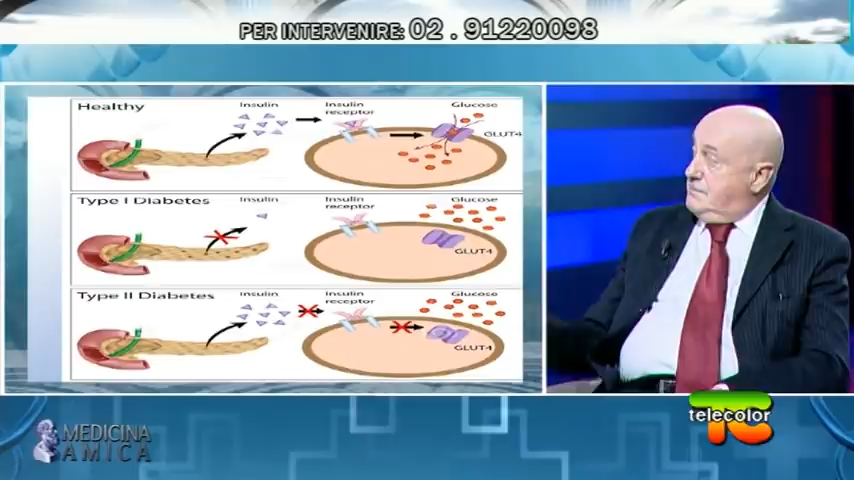 PER INTERVENIRE: 02 . 91220098
Healthy
Insulin
Insulin
receptor
Glucose
GLUT4
Type I Diabetes
Insulin
Insulin
receptor
Glucose
GLUT4
Type II Diabetes
Insulin
Insulin
receptor
Glucose
GLUT4
MEDICINA
AMICA
telecolor
TC